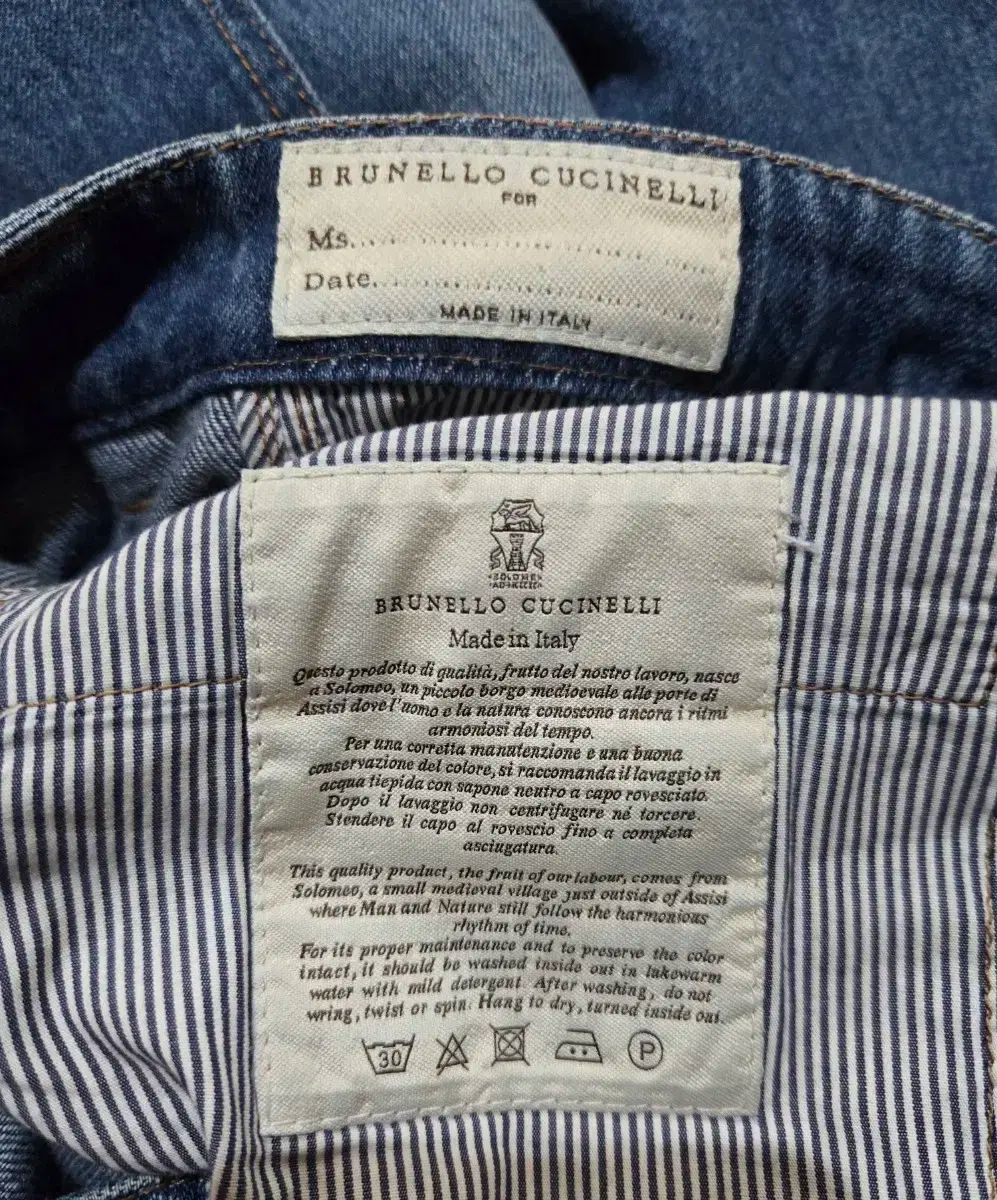 BRUNELLO CUCINELLI
FOR
Ms.
Date.
MADE IN ITALY
SOLOMEO
BRUNELLO CUCINELLI
Made in Italy
Questo prodotto di qualità, frutto del nostro lavoro, nasce
a Solomeo, un piccolo borgo medioevale alle porte di
Assisi dove l'uomo e la natura conoscono ancora i ritmi
armoniosi del tempo.
Per una corretta manutenzione e una buona
conservazione del colore, si raccomanda il lavaggio in
acqua tiepida con sapone neutro a capo rovesciato.
Dopo il lavaggio non centrifugare né torcere.
Stendere il capo al rovescio fino a completa
asciugatura.
This quality product, the fruit of our labour, comes from
Solomeo, a small medieval village just outside of Assisi
where Man and Nature still follow the harmonious
rhythm of time.
For its proper maintenance and to preserve the color
intact, it should be washed inside out in lukewarm
water with mild detergent. After washing, do not
wring, twist or spin. Hang to dry, turned inside out.
30 P